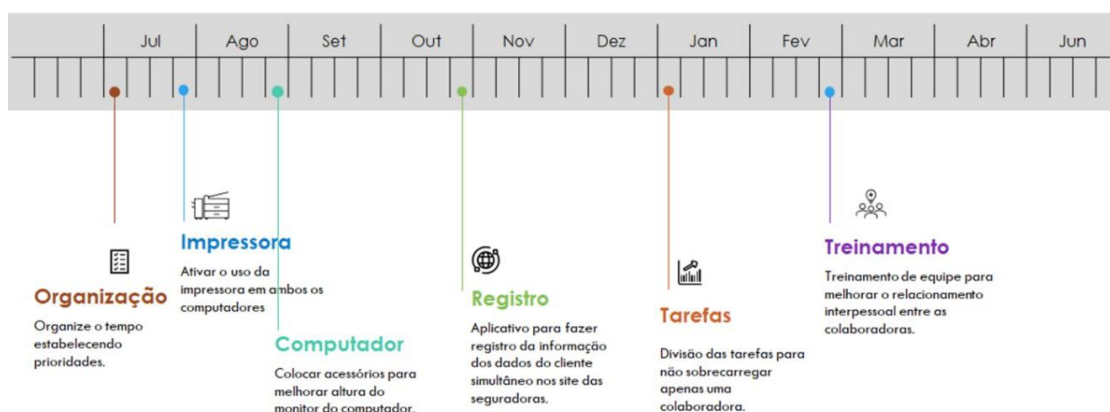 Jul Ago Set Out Nov Dez Jan Fev Mar Abr Jun
Organização
Organize o tempo
estabelecendo
prioridades.
Impressora
Ativar o uso da
impressora em ambos os
computadores
Computador
Colocar acessórios para
melhorar altura do
monitor do computador.
Registro
Aplicativo para fazer
registro da informação
dos dados do cliente
simultâneo nos site das
seguradoras.
Tarefas
Divisão das tarefas para
não sobrecarregar
apenas uma
colaboradora.
Treinamento
Treinamento de equipe para
melhorar o relacionamento
interpessoal entre as
colaboradoras.